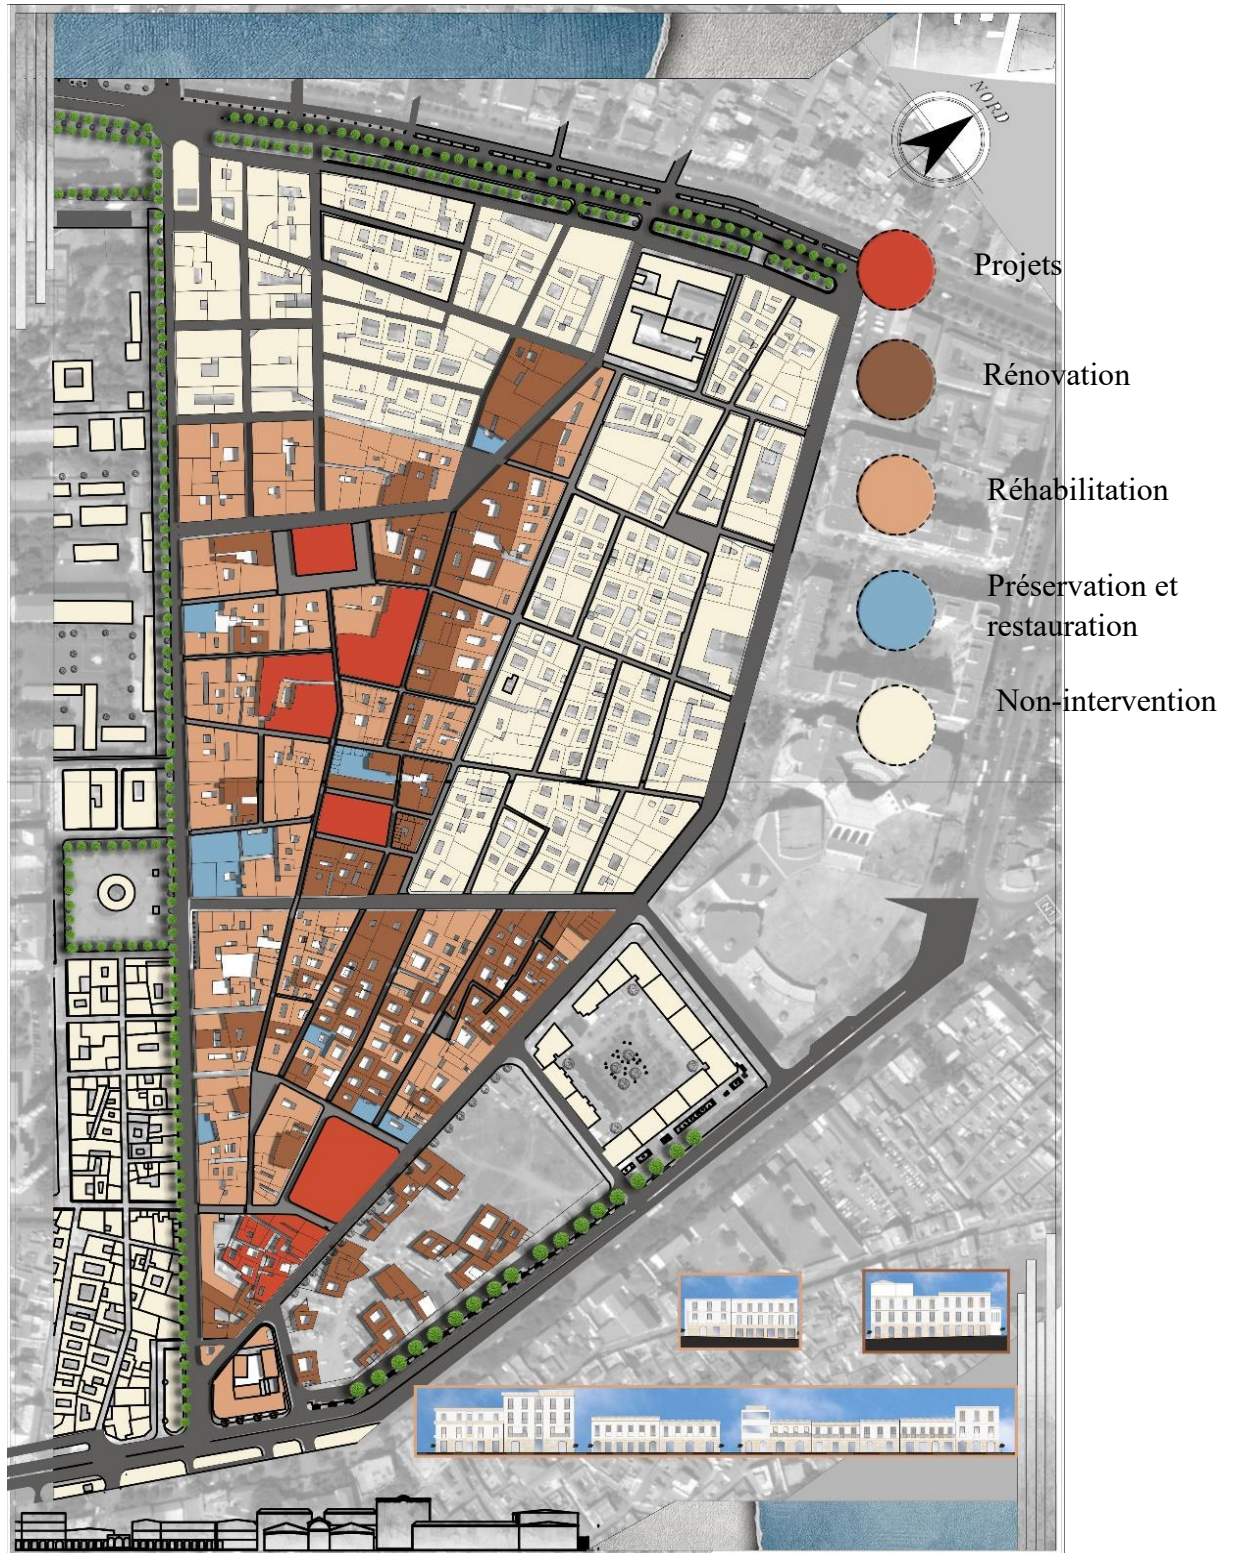 NORD
Projets
Rénovation
Réhabilitation
Préservation et
restauration
Non-intervention